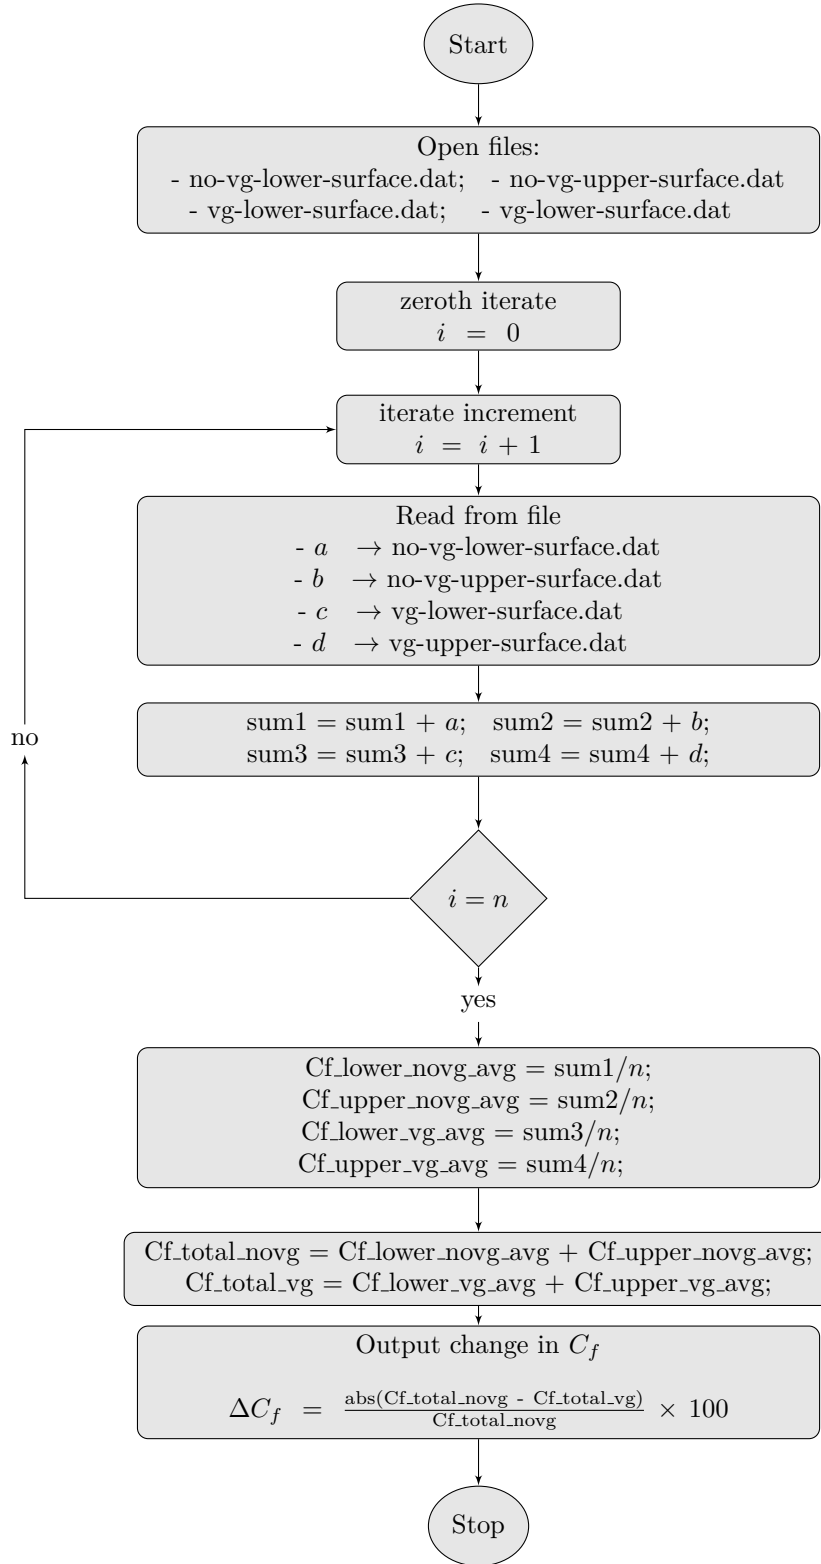 Start
Open files:
- no-vg-lower-surface.dat; - no-vg-upper-surface.dat
- vg-lower-surface.dat; - vg-lower-surface.dat
zeroth iterate
i = 0
iterate increment
i = i + 1
Read from file
- a → no-vg-lower-surface.dat
- b → no-vg-upper-surface.dat
- c → vg-lower-surface.dat
- d → vg-upper-surface.dat
sum1 = sum1 + a; sum2 = sum2 + b;
sum3 = sum3 + c; sum4 = sum4 + d;
no
i = n
yes
Cf_lower_novg_avg = sum1/n;
Cf_upper_novg_avg = sum2/n;
Cf_lower_vg_avg = sum3/n;
Cf_upper_vg_avg = sum4/n;
Cf_total_novg = Cf_lower_novg_avg + Cf_upper_novg_avg;
Cf_total_vg = Cf_lower_vg_avg + Cf_upper_vg_avg;
Output change in C_f
ΔC_f = abs(Cf_total_novg - Cf_total_vg)/Cf_total_novg × 100
Stop